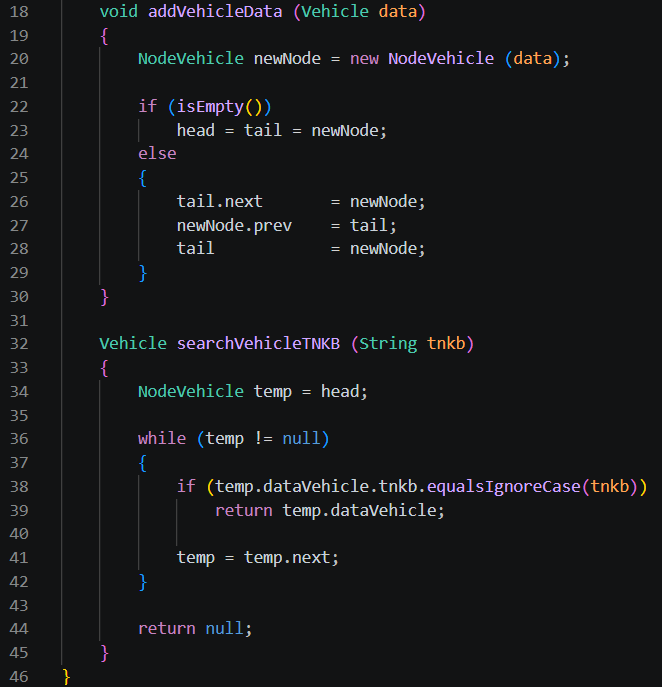 18 void addVehicleData (Vehicle data)
19 {
20 NodeVehicle newNode = new NodeVehicle (data);
21
22 if (isEmpty())
23 head = tail = newNode;
24 else
25 {
26 tail.next = newNode;
27 newNode.prev = tail;
28 tail = newNode;
29 }
30 }
31
32 Vehicle searchVehicleTNKB (String tnkb)
33 {
34 NodeVehicle temp = head;
35
36 while (temp != null)
37 {
38 if (temp.dataVehicle.tnkb.equalsIgnoreCase(tnkb))
39 return temp.dataVehicle;
40
41 temp = temp.next;
42 }
43
44 return null;
45 }
46 }